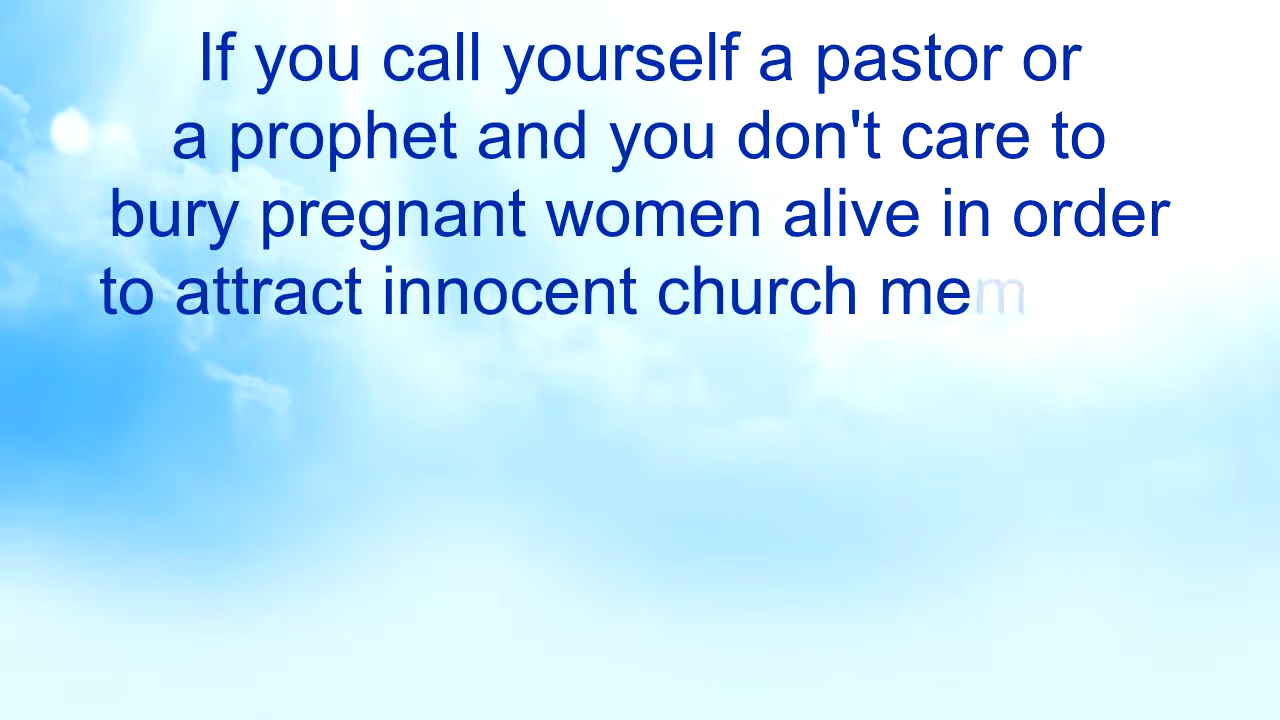 If you call yourself a pastor or
a prophet and you don't care to
bury pregnant women alive in order
to attract innocent church mem